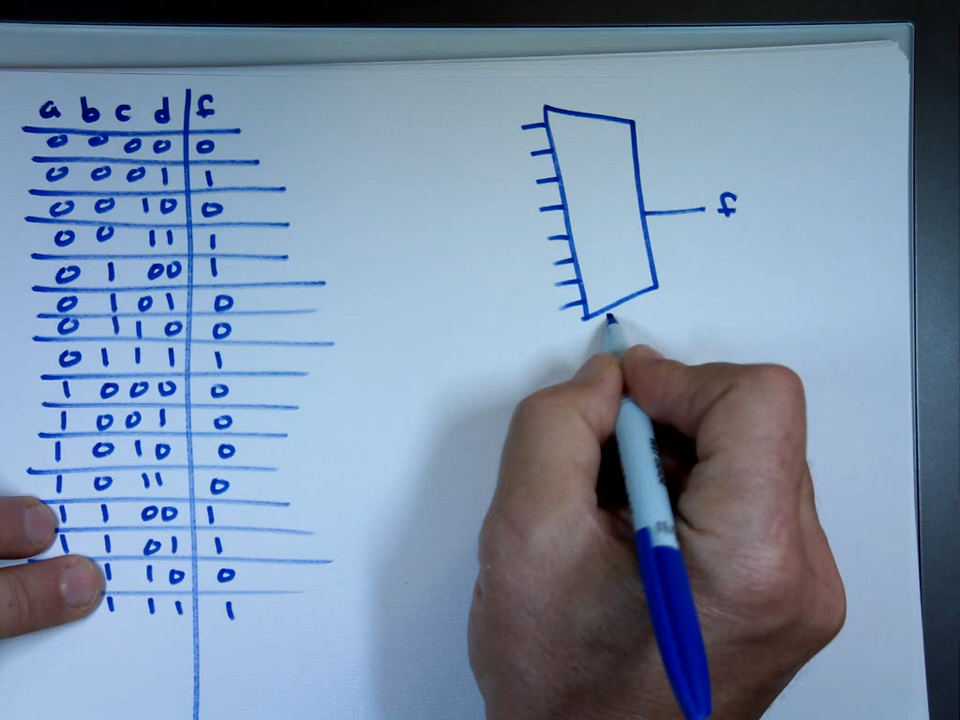 a b c d f
0 0 0 0 0
0 0 0 1 1
0 0 1 0 0
0 0 1 1 1
0 1 0 0 1
0 1 0 1 0
0 1 1 0 0
0 1 1 1 1
1 0 0 0 0
1 0 0 1 0
1 0 1 0 0
1 0 1 1 0
1 1 0 0 1
1 1 0 1 1
1 1 0 0
1 1 1 1
f